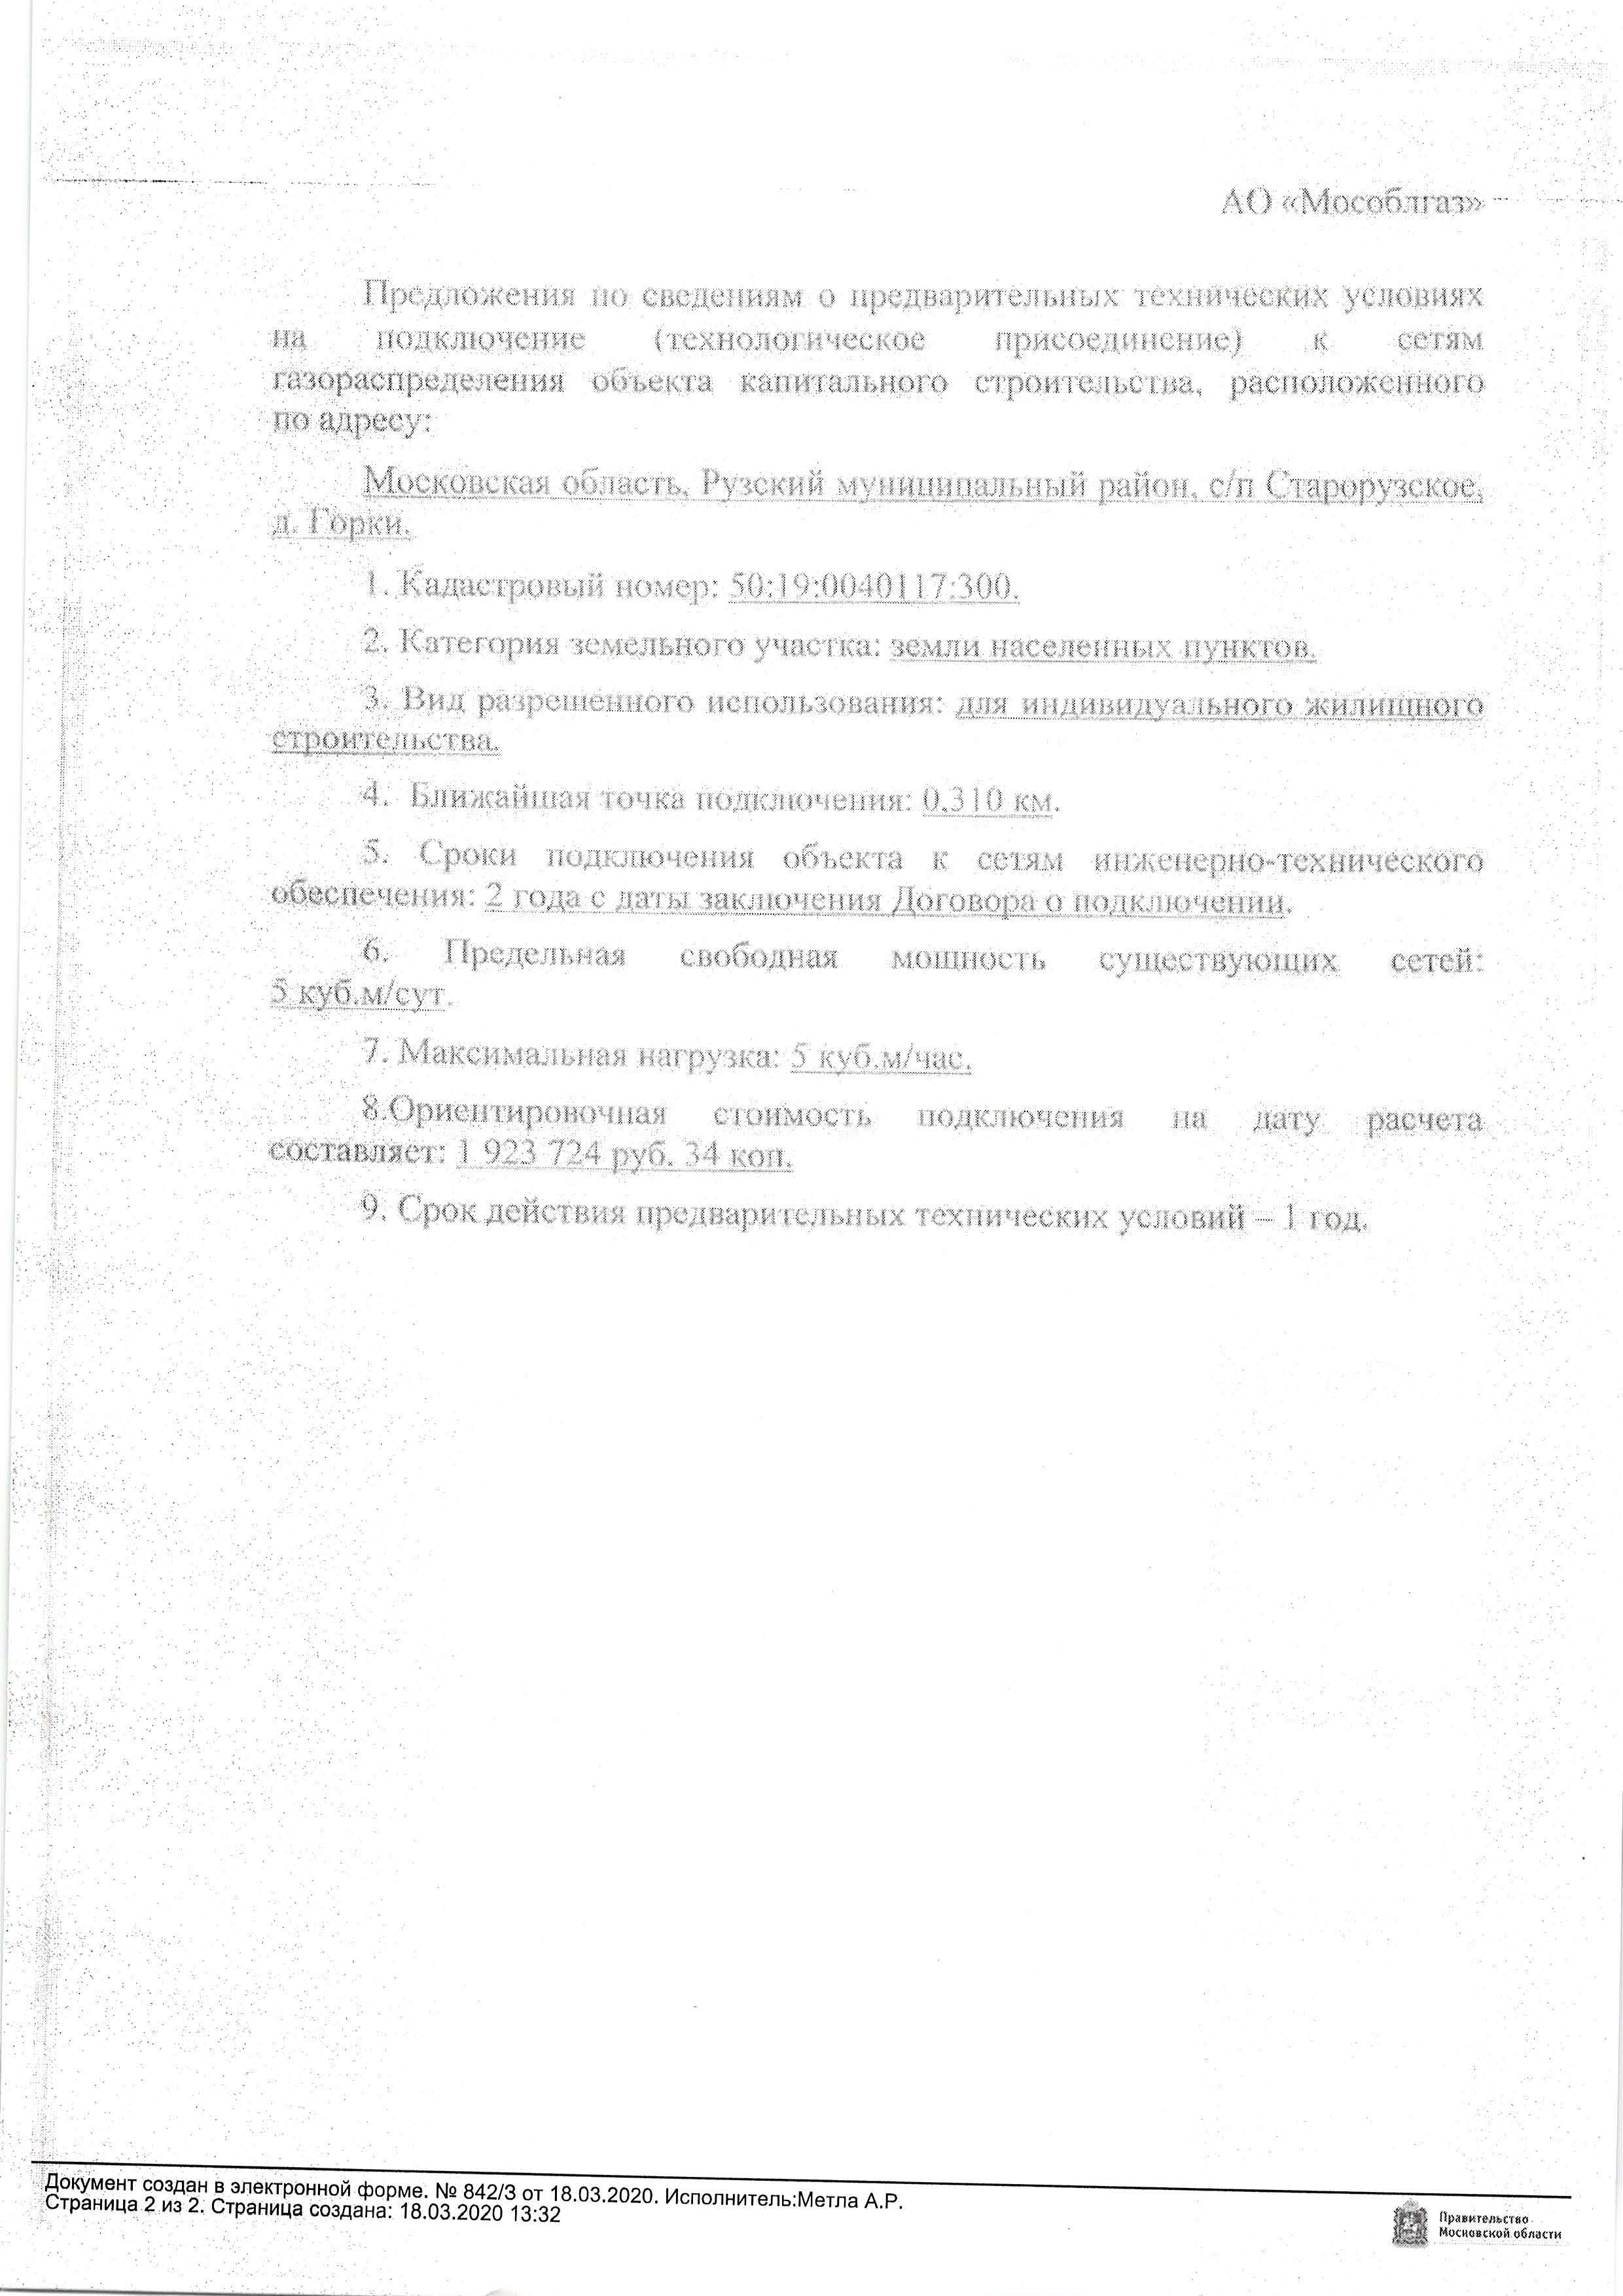 АО «Мособлгаз»
Предложения по сведениям о предварительных технических условиях
на подключение (технологическое присоединение) к сетям
газораспределения объекта капитального строительства, расположенного
по адресу:
Московская область, Рузский муниципальный район, с/п Старорузское,
д. Горки.
1. Кадастровый номер: 50:19:0040117:300.
2. Категория земельного участка: земли населенных пунктов.
3. Вид разрешенного использования: для индивидуального жилищного
строительства.
4. Ближайшая точка подключения: 0,310 км.
5. Сроки подключения объекта к сетям инженерно-технического
обеспечения: 2 года с даты заключения Договора о подключении.
6. Предельная свободная мощность существующих сетей:
5 куб.м/сут.
7. Максимальная нагрузка: 5 куб.м/час.
8.Ориентировочная стоимость подключения на дату расчета
составляет: 1 923 724 руб. 34 коп.
9. Срок действия предварительных технических условий – 1 год.
Документ создан в электронной форме. № 842/3 от 18.03.2020. Исполнитель:Метла А.Р.
Страница 2 из 2. Страница создана: 18.03.2020 13:32
Правительство
Московской области